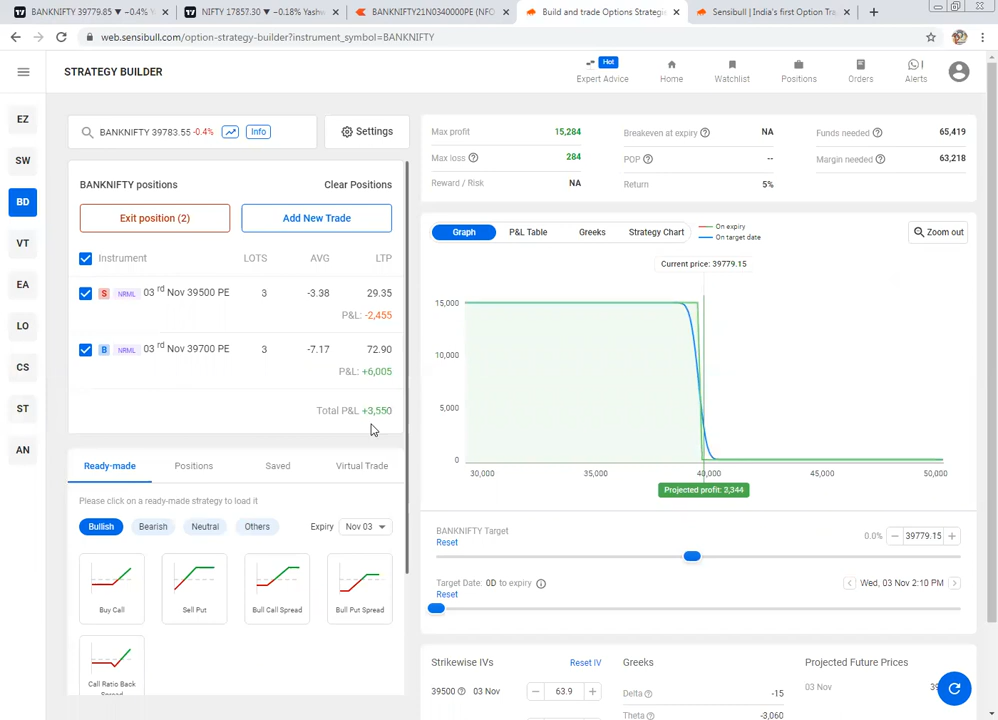 BANKNIFTY 39779.85 ▼ −0.4% Y
NIFTY 17857.30 ▼ −0.18% Yash
BANKNIFTY21N0340000PE (NFO
Build and trade Options Strategi
Sensibull | India's first Option Tra
web.sensibull.com/option-strategy-builder?instrument_symbol=BANKNIFTY
STRATEGY BUILDER
Hot
Expert Advice
Home
Watchlist
Positions
Orders
Alerts
EZ
SW
BD
VT
EA
LO
CS
ST
AN
BANKNIFTY 39783.55 -0.4% Info
Settings
BANKNIFTY positions
Clear Positions
Exit position (2)
Add New Trade
Instrument LOTS AVG LTP
S NRML 03 rd Nov 39500 PE 3 -3.38 29.35
P&L: -2,455
B NRML 03 rd Nov 39700 PE 3 -7.17 72.90
P&L: +6,005
Total P&L +3,550
Ready-made Positions Saved Virtual Trade
Please click on a ready-made strategy to load it
Bullish Bearish Neutral Others Expiry Nov 03
Buy Call
Sell Put
Bull Call Spread
Bull Put Spread
Call Ratio Back
Max profit 15,284
Max loss 284
Reward / Risk NA
Breakeven at expiry NA
POP --
Return 5%
Funds needed 65,419
Margin needed 63,218
Graph P&L Table Greeks Strategy Chart
On expiry
On target date
Zoom out
Current price: 39779.15
15,000
10,000
5,000
0
30,000 35,000 40,000 45,000 50,000
BANKNIFTY Target
Reset
0.0% − 39779.15 +
Target Date: 0D to expiry
Reset
Wed, 03 Nov 2:10 PM
Strikewise IVs Reset IV
39500 03 Nov − 63.9 +
Greeks
Delta -15
Theta -3,060
Projected Future Prices
03 Nov